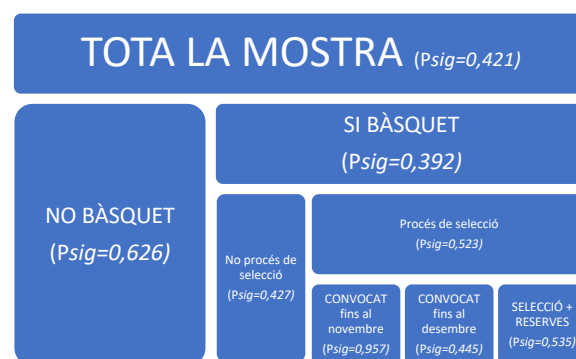 TOTA LA MOSTRA (Psig=0,421)
NO BÀSQUET
(Psig=0,626)
SI BÀSQUET
(Psig=0,392)
No procés de
selecció
(Psig=0,427)
Procés de selecció
(Psig=0,523)
CONVOCAT
fins al
novembre
(Psig=0,957)
CONVOCAT
fins al
desembre
(Psig=0,445)
SELECCIÓ +
RESERVES
(Psig=0,535)